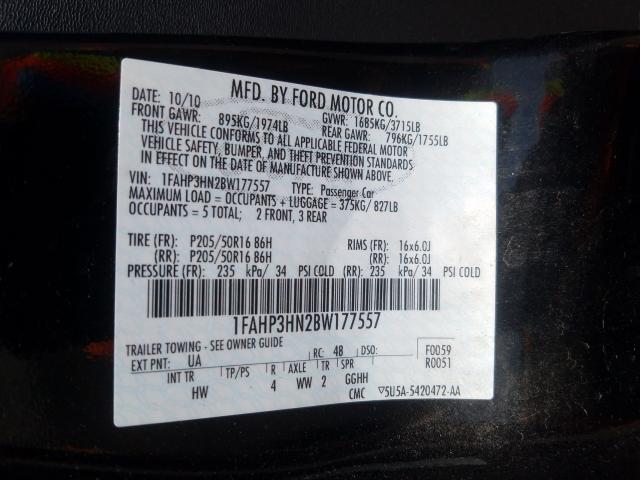 MFD. BY FORD MOTOR CO.
DATE: 10/10
FRONT GAWR: 895KG/1974LB
GVWR: 1685KG/3715LB
REAR GAWR: 796KG/1755LB
THIS VEHICLE CONFORMS TO ALL APPLICABLE FEDERAL MOTOR
VEHICLE SAFETY, BUMPER, AND THEFT PREVENTION STANDARDS
IN EFFECT ON THE DATE OF MANUFACTURE SHOWN ABOVE.
VIN: 1FAHP3HN2BW177557 TYPE: Passenger Car
MAXIMUM LOAD = OCCUPANTS + LUGGAGE = 375KG/ 827LB
OCCUPANTS = 5 TOTAL; 2 FRONT, 3 REAR
TIRE (FR): P205/50R16 86H RIMS (FR): 16x6.0J
(RR): P205/50R16 86H (RR): 16x6.0J
PRESSURE (FR): 235 kPa/ 34 PSI COLD (RR): 235 kPa/ 34 PSI COLD
1FAHP3HN2BW177557
TRAILER TOWING - SEE OWNER GUIDE
EXT PNT: UA RC: 48 DSO: F0059
R0051
INT TR TP/PS R AXLE TR SPR
HW 4 WW 2 GGHH
CMC ▽5U5A-5420472-AA